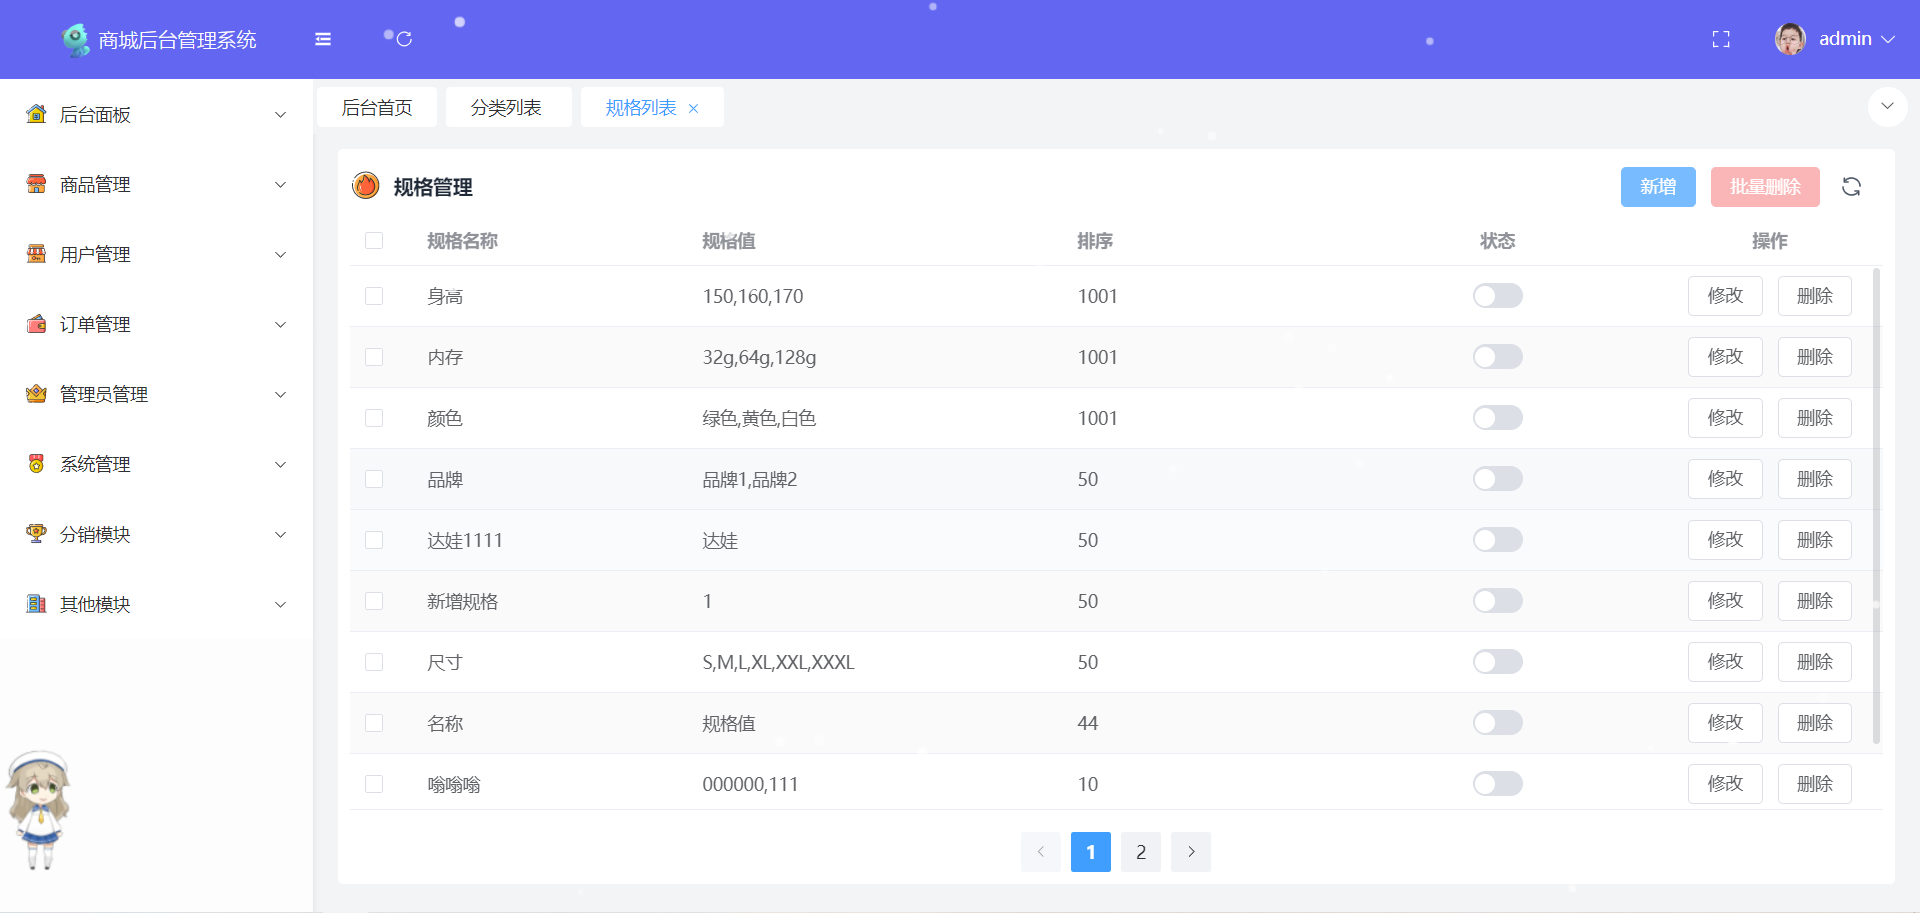 商城后台管理系统
admin
后台面板
商品管理
用户管理
订单管理
管理员管理
系统管理
分销模块
其他模块
后台首页 分类列表 规格列表
规格管理 新增 批量删除
规格名称 规格值 排序 状态 操作
身高 150,160,170 1001 修改 删除
内存 32g,64g,128g 1001 修改 删除
颜色 绿色,黄色,白色 1001 修改 删除
品牌 品牌1,品牌2 50 修改 删除
达娃1111 达娃 50 修改 删除
新增规格 1 50 修改 删除
尺寸 S,M,L,XL,XXL,XXXL 50 修改 删除
名称 规格值 44 修改 删除
嗡嗡嗡 000000,111 10 修改 删除
1 2